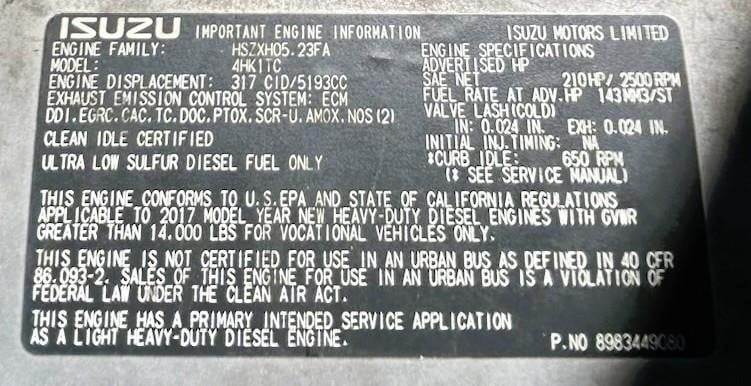 ISUZU IMPORTANT ENGINE INFORMATION ISUZU MOTORS LIMITED
ENGINE FAMILY: HSZXH05.23FA
MODEL: 4HK1TC
ENGINE DISPLACEMENT: 317 CID/5193CC
EXHAUST EMISSION CONTROL SYSTEM: ECM
DDI.EGRC.CAC.TC.DOC.PTOX.SCR-U.AMOX.NOS(2)
CLEAN IDLE CERTIFIED
ULTRA LOW SULFUR DIESEL FUEL ONLY
ENGINE SPECIFICATIONS
ADVERTISED HP
SAE NET 210HP/2500RPM
FUEL RATE AT ADV.HP 143MM3/ST
VALVE LASH(COLD)
IN: 0.024 IN. EXH: 0.024 IN.
INITIAL INJ.TIMING: NA
*CURB IDLE: 650 RPM
(* SEE SERVICE MANUAL)
THIS ENGINE CONFORMS TO U.S.EPA AND STATE OF CALIFORNIA REGULATIONS
APPLICABLE TO 2017 MODEL YEAR NEW HEAVY-DUTY DIESEL ENGINES WITH GVWR
GREATER THAN 14.000 LBS FOR VOCATIONAL VEHICLES ONLY.
THIS ENGINE IS NOT CERTIFIED FOR USE IN AN URBAN BUS AS DEFINED IN 40 CFR
86.093-2. SALES OF THIS ENGINE FOR USE IN AN URBAN BUS IS A VIOLATION OF
FEDERAL LAW UNDER THE CLEAN AIR ACT.
THIS ENGINE HAS A PRIMARY INTENDED SERVICE APPLICATION
AS A LIGHT HEAVY-DUTY DIESEL ENGINE.
P.NO